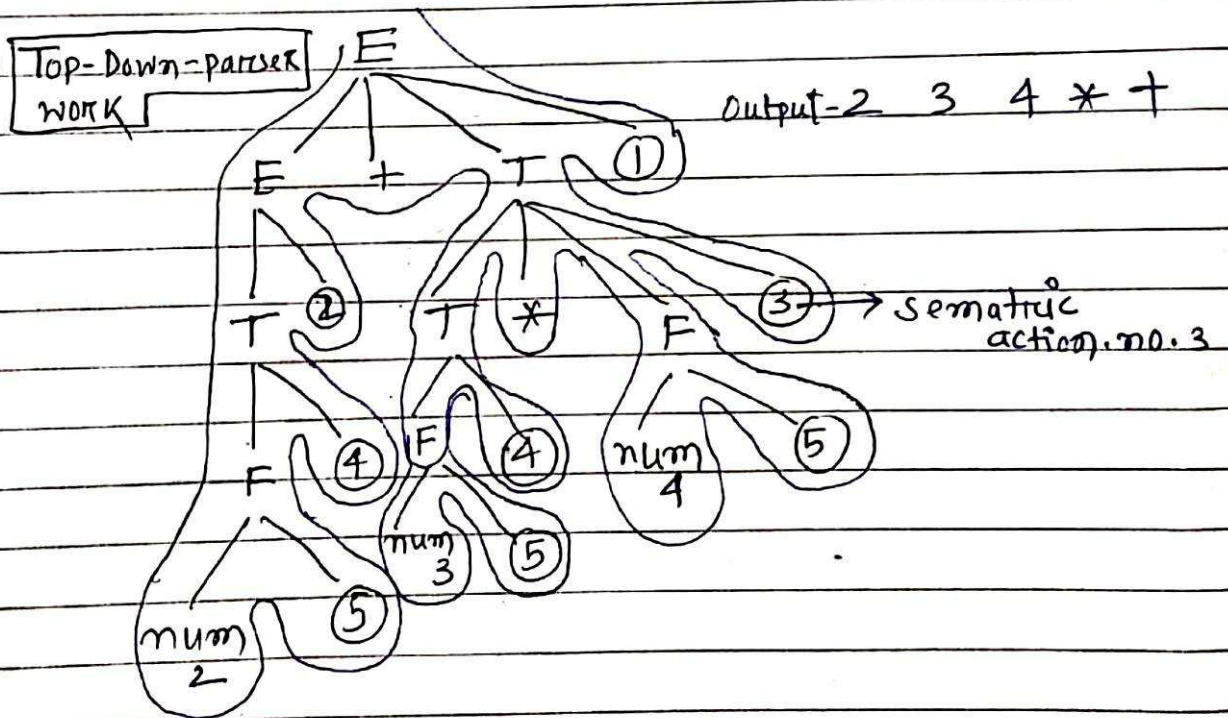 Top-Down-parser
work
E
Output-2 3 4 * +
E + T ①
T ② T * F ③ → sematric
action. no. 3
F ④ F ④ num
4 ⑤
num
2 ⑤ num
3 ⑤